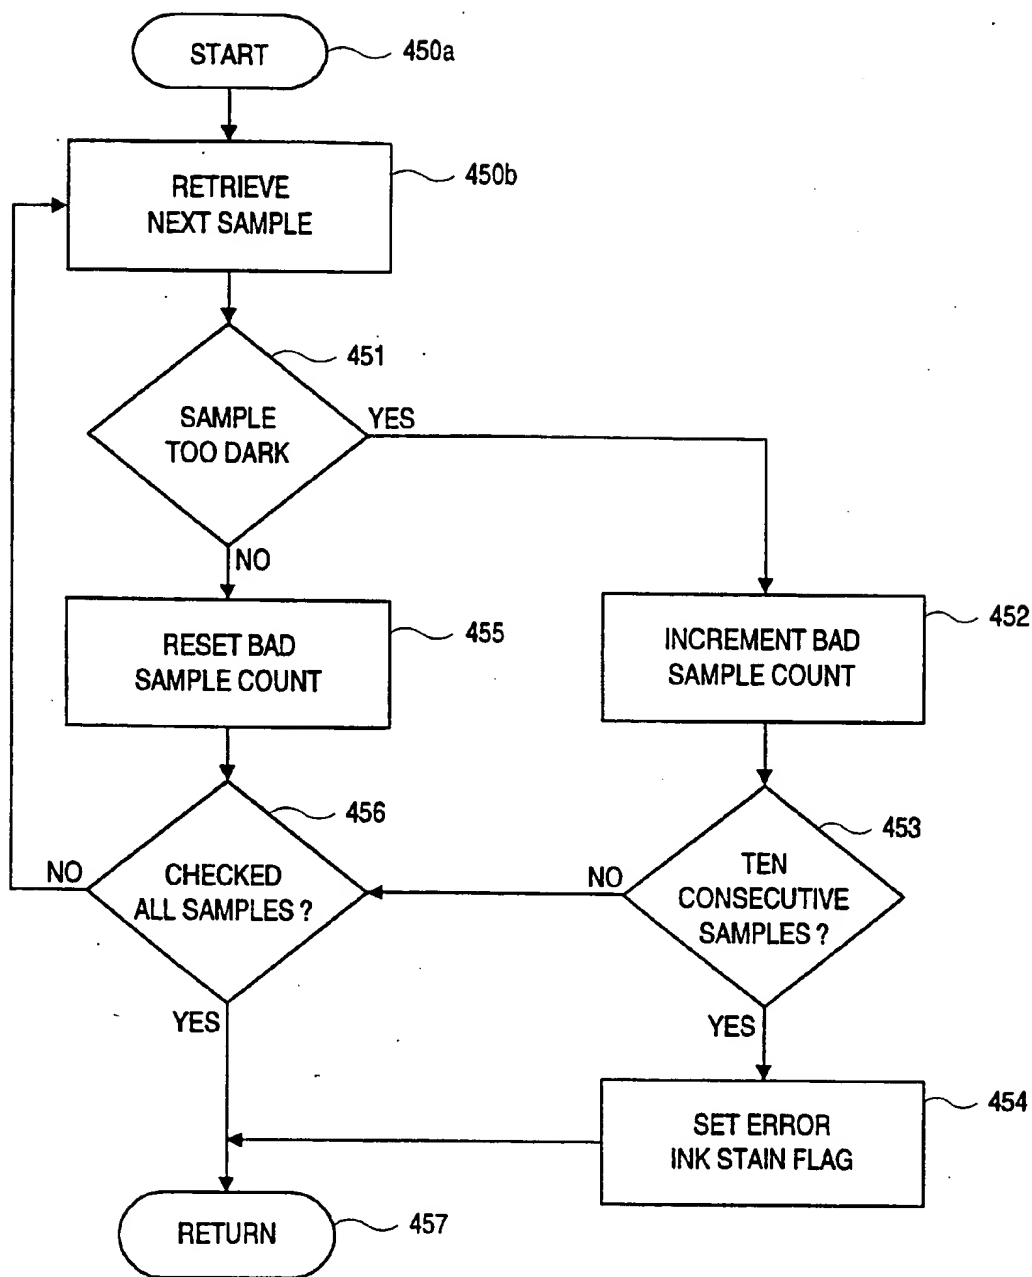 START
450a
RETRIEVE
NEXT SAMPLE
450b
451
SAMPLE
TOO DARK
YES
NO
RESET BAD
SAMPLE COUNT
455
INCREMENT BAD
SAMPLE COUNT
452
456
CHECKED
ALL SAMPLES ?
NO
YES
453
TEN
CONSECUTIVE
SAMPLES ?
NO
YES
SET ERROR
INK STAIN FLAG
454
RETURN
457